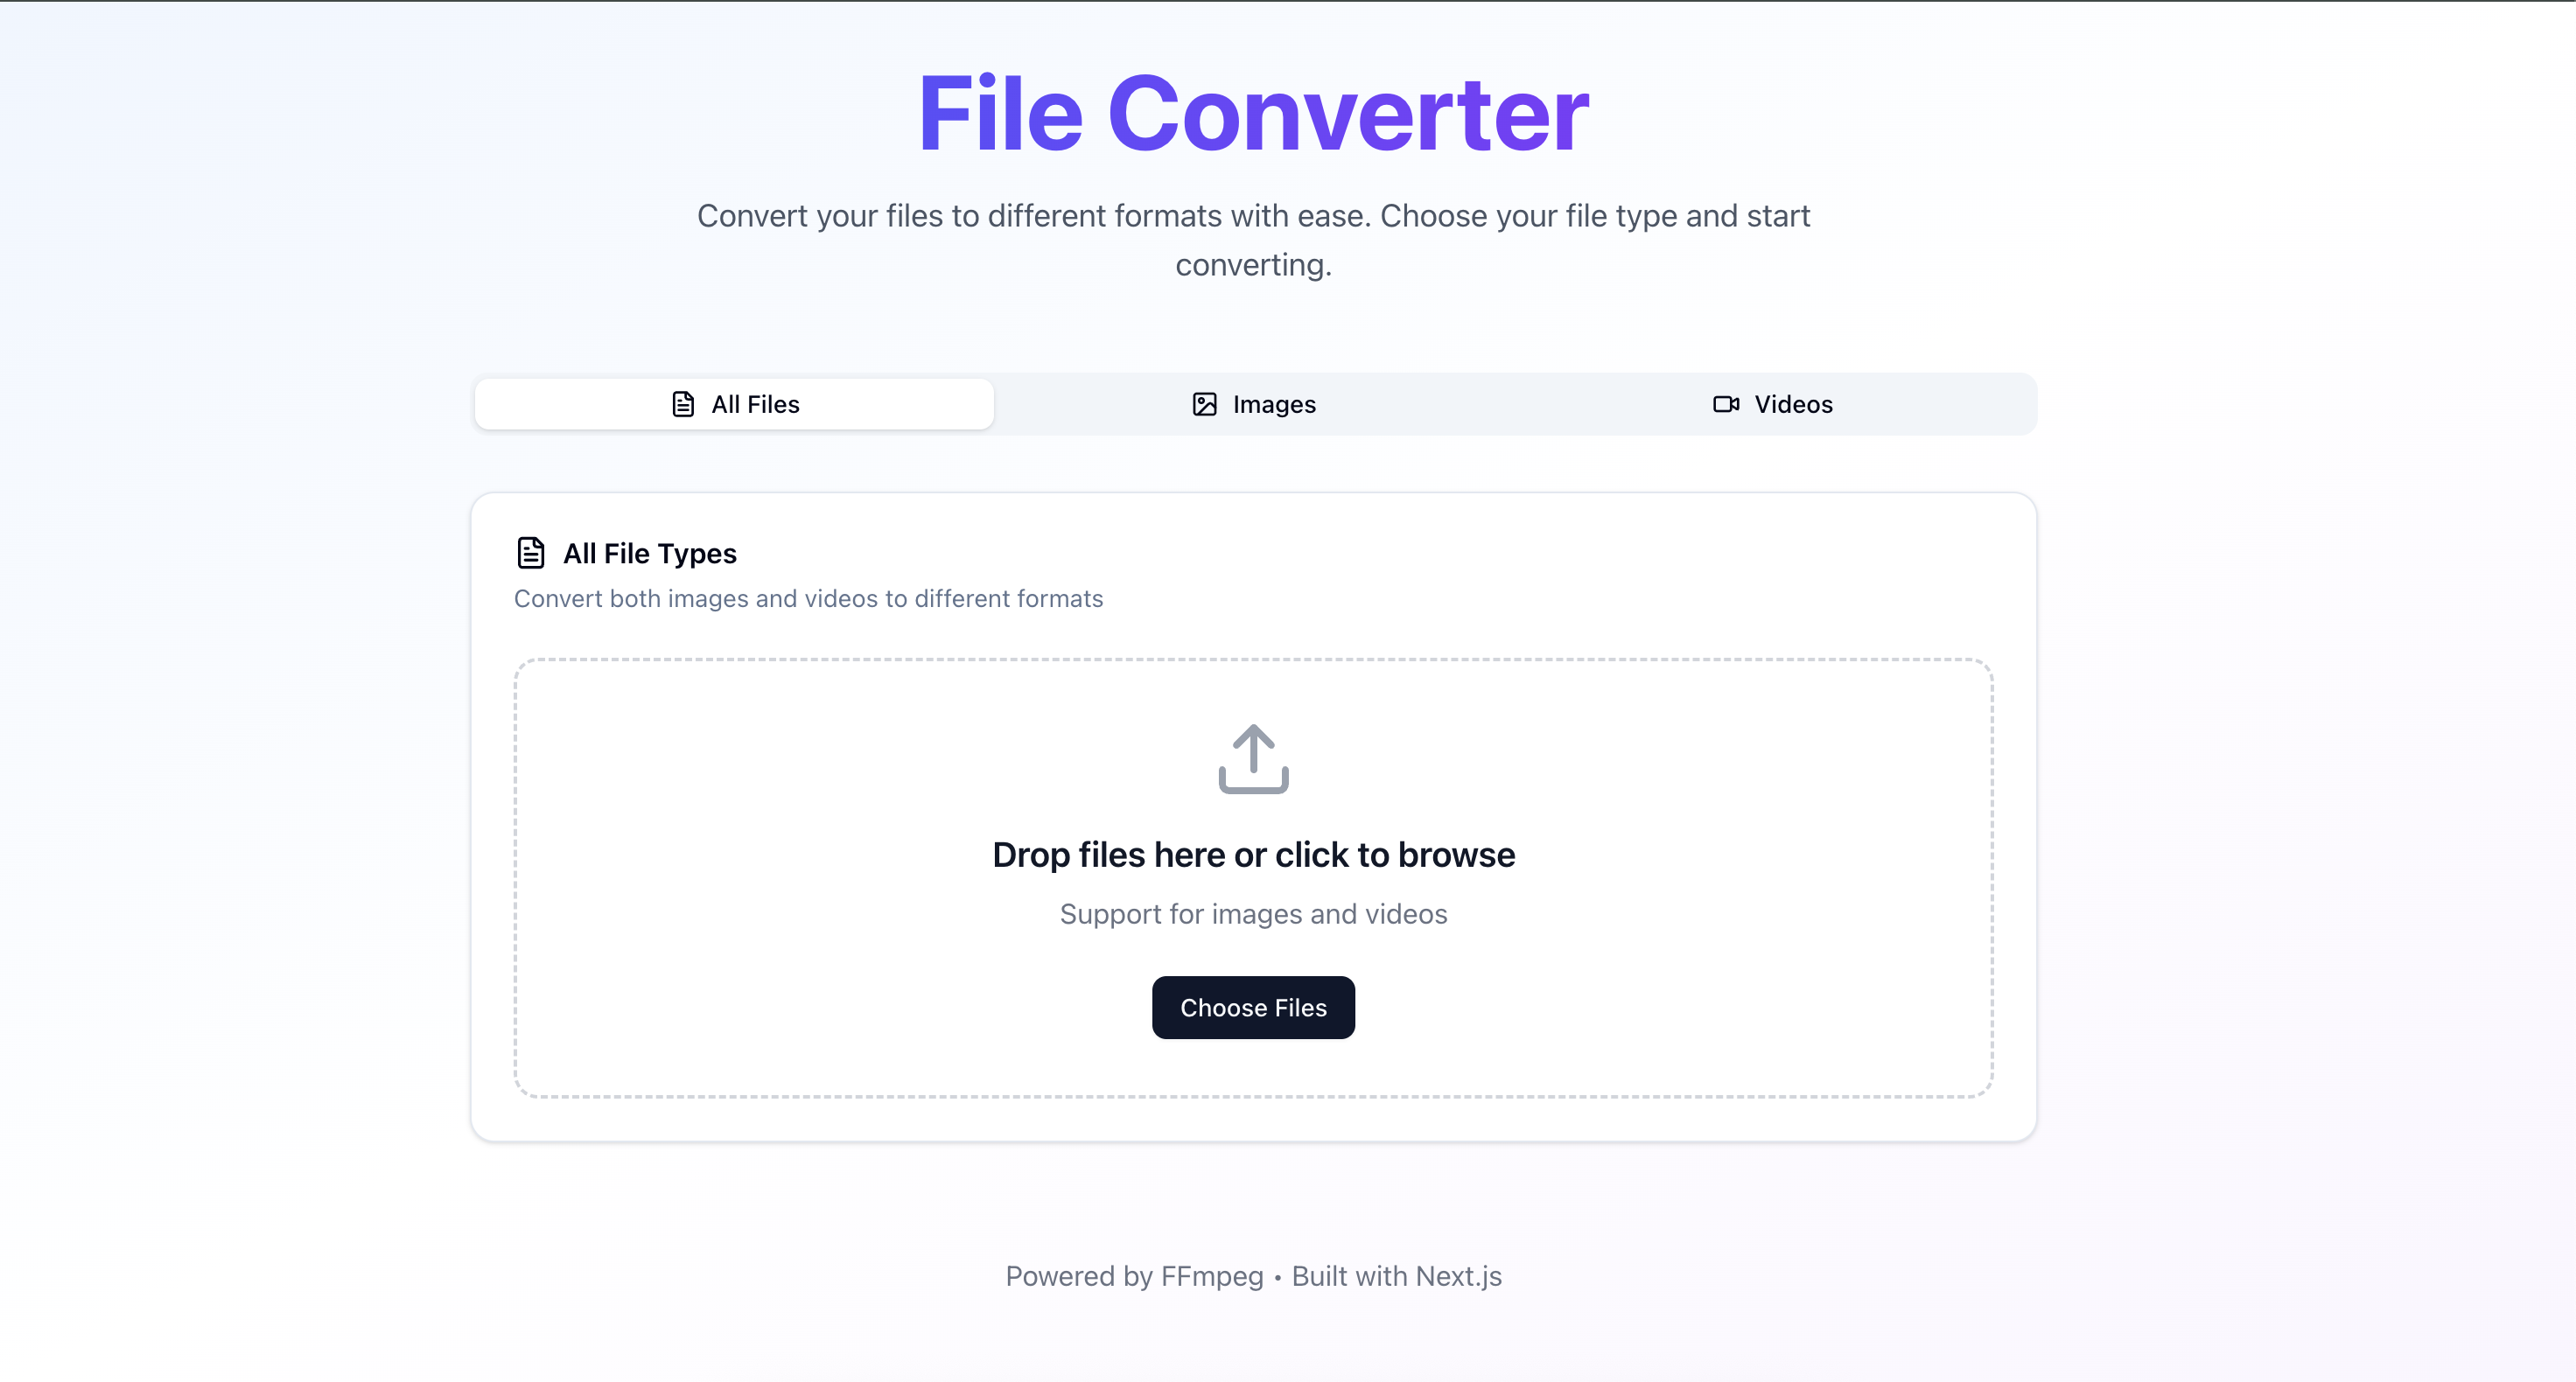 File Converter
Convert your files to different formats with ease. Choose your file type and start
converting.
All Files
Images
Videos
All File Types
Convert both images and videos to different formats
Drop files here or click to browse
Support for images and videos
Choose Files
Powered by FFmpeg • Built with Next.js